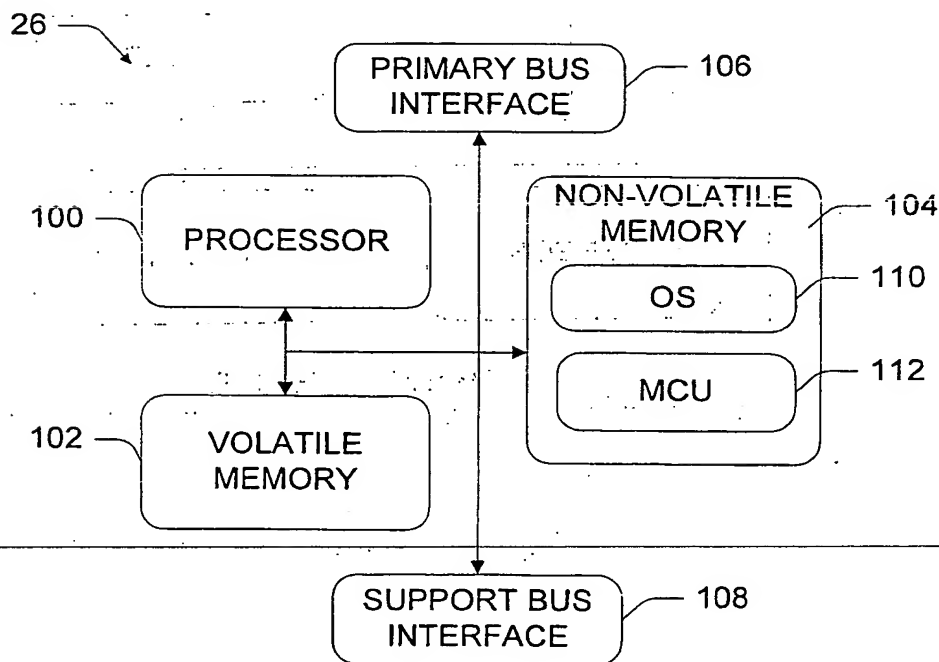 26
PRIMARY BUS
INTERFACE
106
100
PROCESSOR
NON-VOLATILE
MEMORY
104
OS
110
MCU
112
102
VOLATILE
MEMORY
SUPPORT BUS
INTERFACE
108